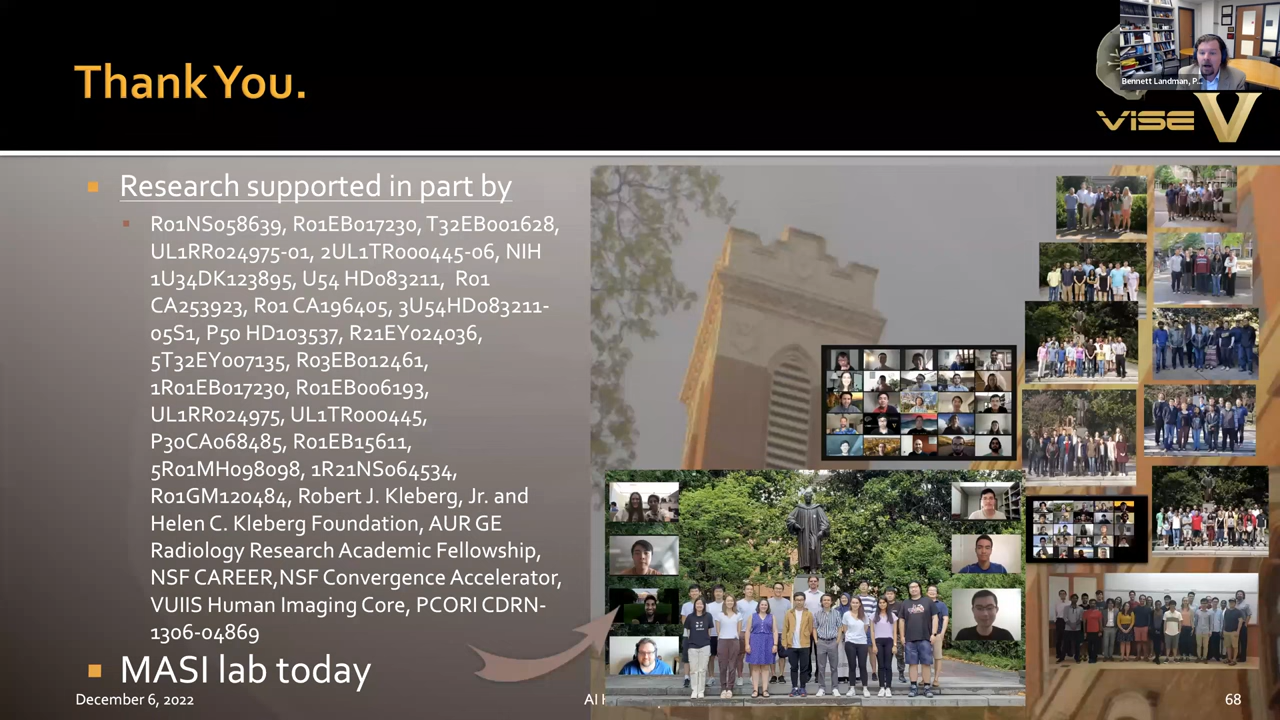 Thank You.
Bennett Landman, P...
VISE V
Research supported in part by
R01NS058639, R01EB017230, T32EB001628,
UL1RR024975-01, 2UL1TR000445-06, NIH
1U34DK123895, U54 HD083211, R01
CA253923, R01 CA196405, 3U54HD083211-
05S1, P50 HD103537, R21EY024036,
5T32EY007135, R03EB012461,
1R01EB017230, R01EB006193,
UL1RR024975, UL1TR000445,
P30CA068485, R01EB15611,
5R01MH098098, 1R21NS064534,
R01GM120484, Robert J. Kleberg, Jr. and
Helen C. Kleberg Foundation, AUR GE
Radiology Research Academic Fellowship,
NSF CAREER,NSF Convergence Accelerator,
VUIIS Human Imaging Core, PCORI CDRN-
1306-04869
MASI lab today
December 6, 2022
AI
68